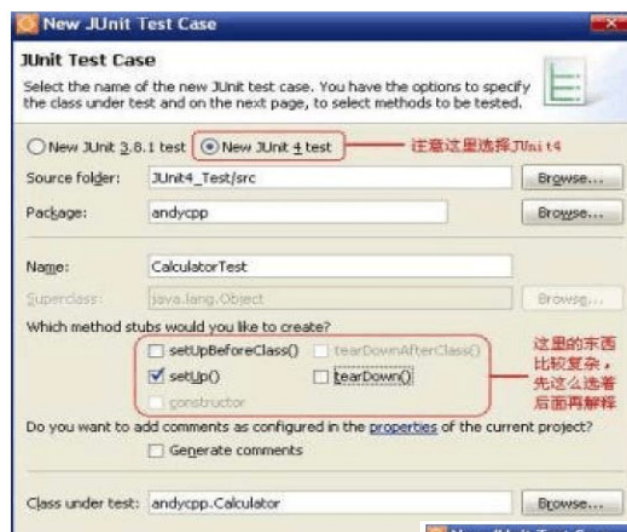 New JUnit Test Case
JUnit Test Case
Select the name of the new JUnit test case. You have the options to specify
the class under test and on the next page, to select methods to be tested.
New JUnit 3.8.1 test New JUnit 4 test 注意这里选择JUnit4
Source folder: JUnit4_Test/src Browse...
Package: andycpp Browse...
Name: CalculatorTest
Superclass: java.lang.Object Browse...
Which method stubs would you like to create?
setUpBeforeClass() tearDownAfterClass() 这里的东西
比较复杂，
setUp() tearDown() 先这么选着
constructor 后面再解释
Do you want to add comments as configured in the properties of the current project?
Generate comments
Class under test: andycpp.Calculator Browse...